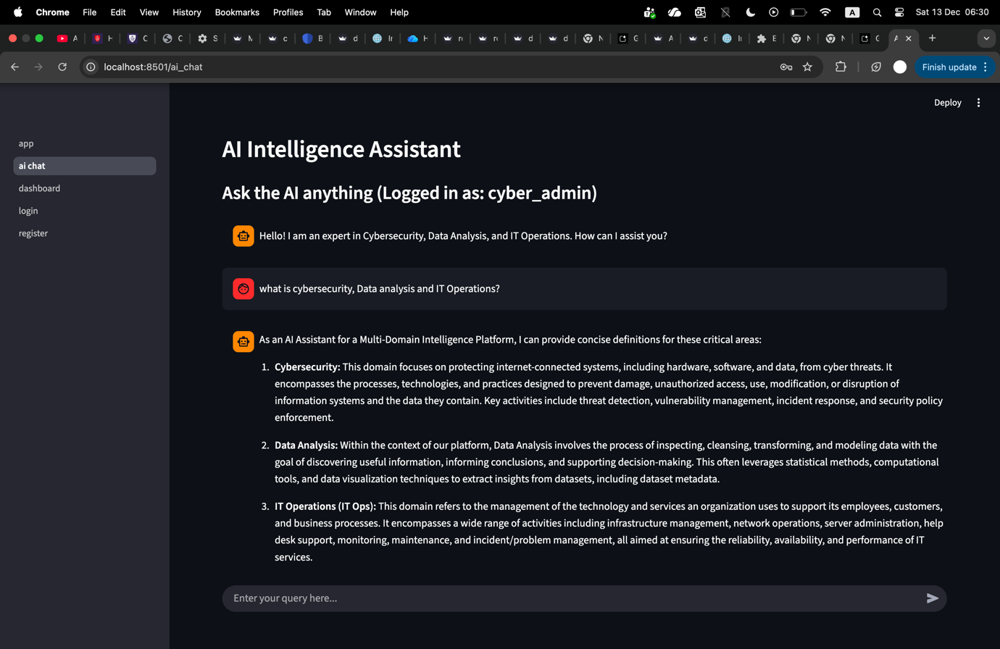 Chrome File Edit View History Bookmarks Profiles Tab Window Help A Sat 13 Dec 06:30
localhost:8501/ai_chat Finish update
Deploy
app
ai chat
dashboard
login
register
AI Intelligence Assistant
Ask the AI anything (Logged in as: cyber_admin)
Hello! I am an expert in Cybersecurity, Data Analysis, and IT Operations. How can I assist you?
what is cybersecurity, Data analysis and IT Operations?
As an AI Assistant for a Multi-Domain Intelligence Platform, I can provide concise definitions for these critical areas:
1. Cybersecurity: This domain focuses on protecting internet-connected systems, including hardware, software, and data, from cyber threats. It
encompasses the processes, technologies, and practices designed to prevent damage, unauthorized access, use, modification, or disruption of
information systems and the data they contain. Key activities include threat detection, vulnerability management, incident response, and security policy
enforcement.
2. Data Analysis: Within the context of our platform, Data Analysis involves the process of inspecting, cleansing, transforming, and modeling data with the
goal of discovering useful information, informing conclusions, and supporting decision-making. This often leverages statistical methods, computational
tools, and data visualization techniques to extract insights from datasets, including dataset metadata.
3. IT Operations (IT Ops): This domain refers to the management of the technology and services an organization uses to support its employees, customers,
and business processes. It encompasses a wide range of activities including infrastructure management, network operations, server administration, help
desk support, monitoring, maintenance, and incident/problem management, all aimed at ensuring the reliability, availability, and performance of IT
services.
Enter your query here...